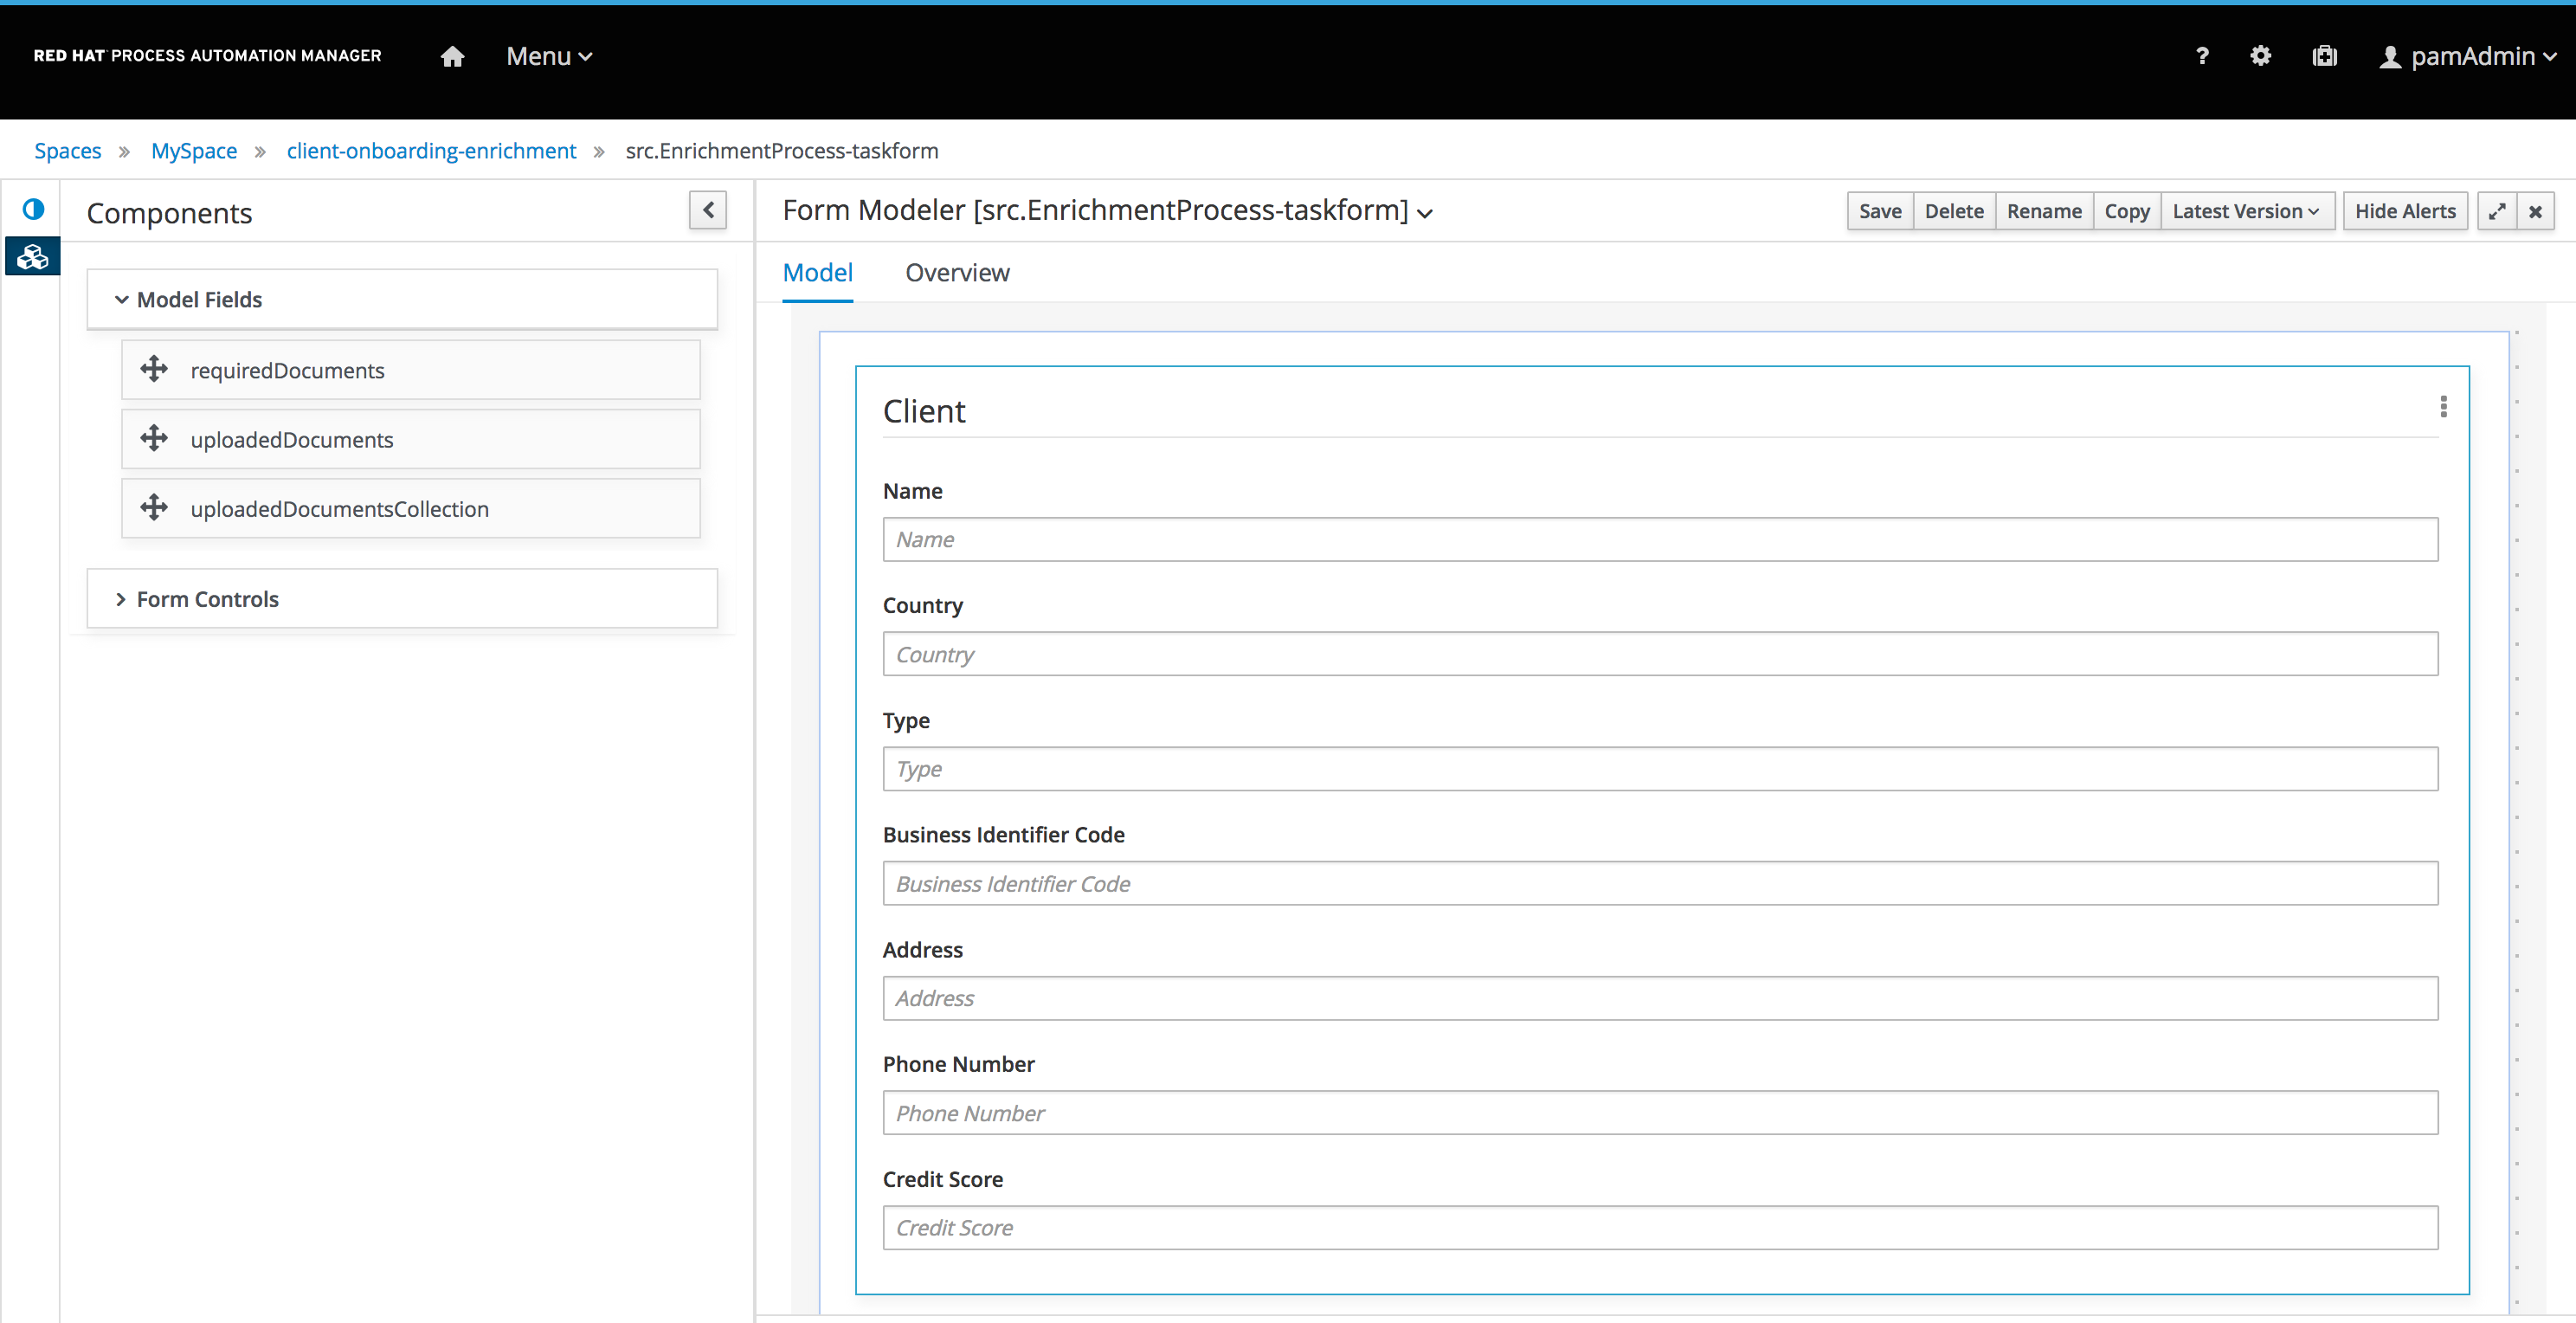 RED HAT PROCESS AUTOMATION MANAGER Menu ? pamAdmin
Spaces » MySpace » client-onboarding-enrichment » src.EnrichmentProcess-taskform
Components
Model Fields
requiredDocuments
uploadedDocuments
uploadedDocumentsCollection
Form Controls
Form Modeler [src.EnrichmentProcess-taskform]
Save Delete Rename Copy Latest Version Hide Alerts
Model Overview
Client
Name
Name
Country
Country
Type
Type
Business Identifier Code
Business Identifier Code
Address
Address
Phone Number
Phone Number
Credit Score
Credit Score